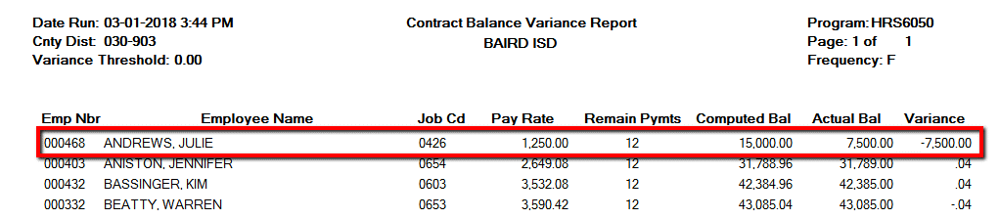 Date Run: 03-01-2018 3:44 PM Contract Balance Variance Report Program: HRS6050
Cnty Dist: 030-903 BAIRD ISD Page: 1 of 1
Variance Threshold: 0.00 Frequency: F
Emp Nbr Employee Name Job Cd Pay Rate Remain Pymts Computed Bal Actual Bal Variance
000468 ANDREWS, JULIE 0426 1,250.00 12 15,000.00 7,500.00 -7,500.00
000403 ANISTON, JENNIFER 0654 2,649.08 12 31,788.96 31,789.00 .04
000432 BASSINGER, KIM 0603 3,532.08 12 42,384.96 42,385.00 .04
000332 BEATTY, WARREN 0653 3,590.42 12 43,085.04 43,085.00 -.04